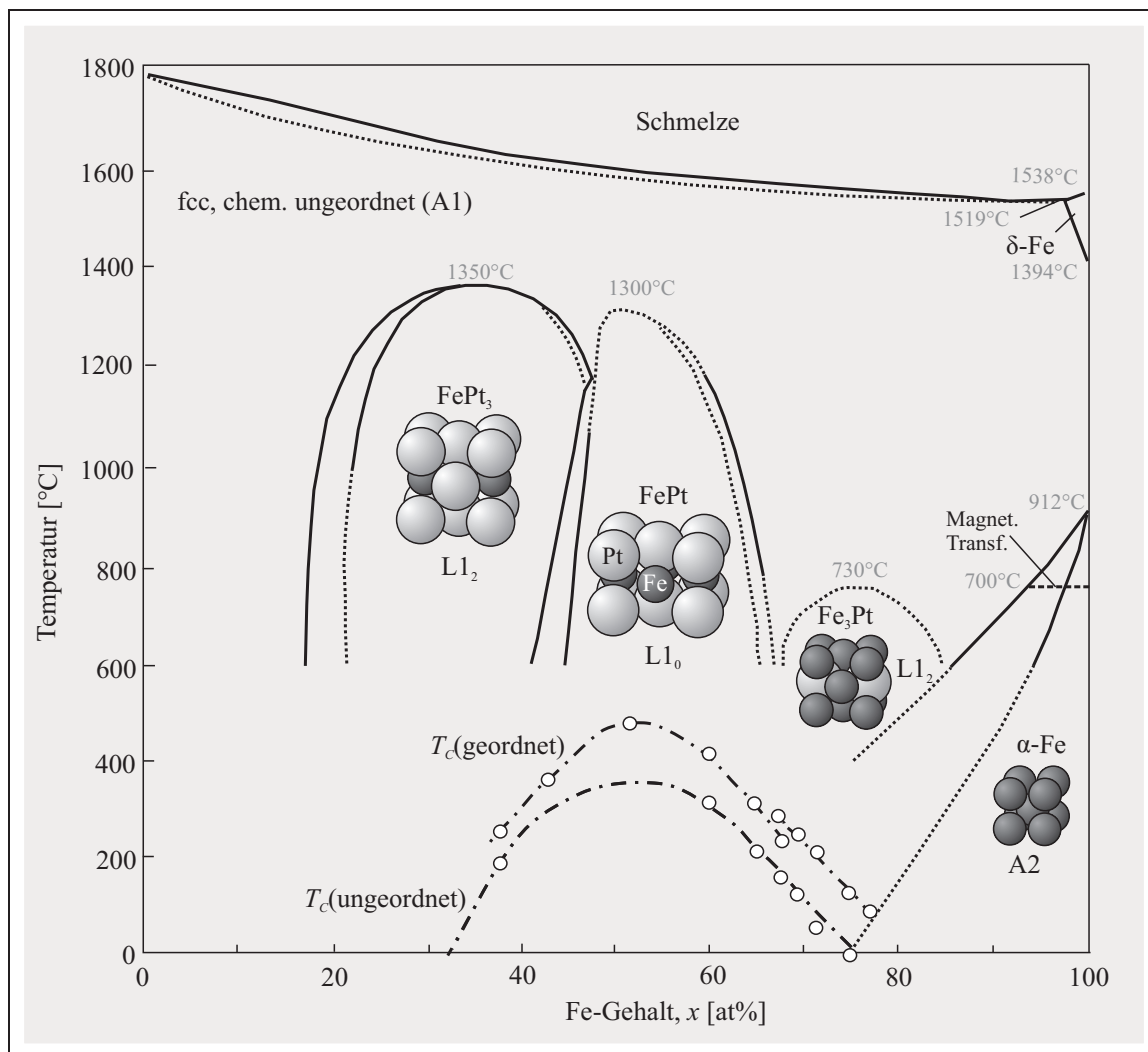 1800
1600
1400
1200
1000
800
600
400
200
0
Temperatur [°C]
Schmelze
fcc, chem. ungeordnet (A1)
1538°C
1519°C
δ-Fe
1394°C
1350°C
1300°C
FePt₃
L1₂
FePt
Pt
Fe
L1₀
912°C
Magnet.
Transf.
700°C
730°C
Fe₃Pt
L1₂
T_C(geordnet)
T_C(ungeordnet)
α-Fe
A2
0
20
40
60
80
100
Fe-Gehalt, x [at%]